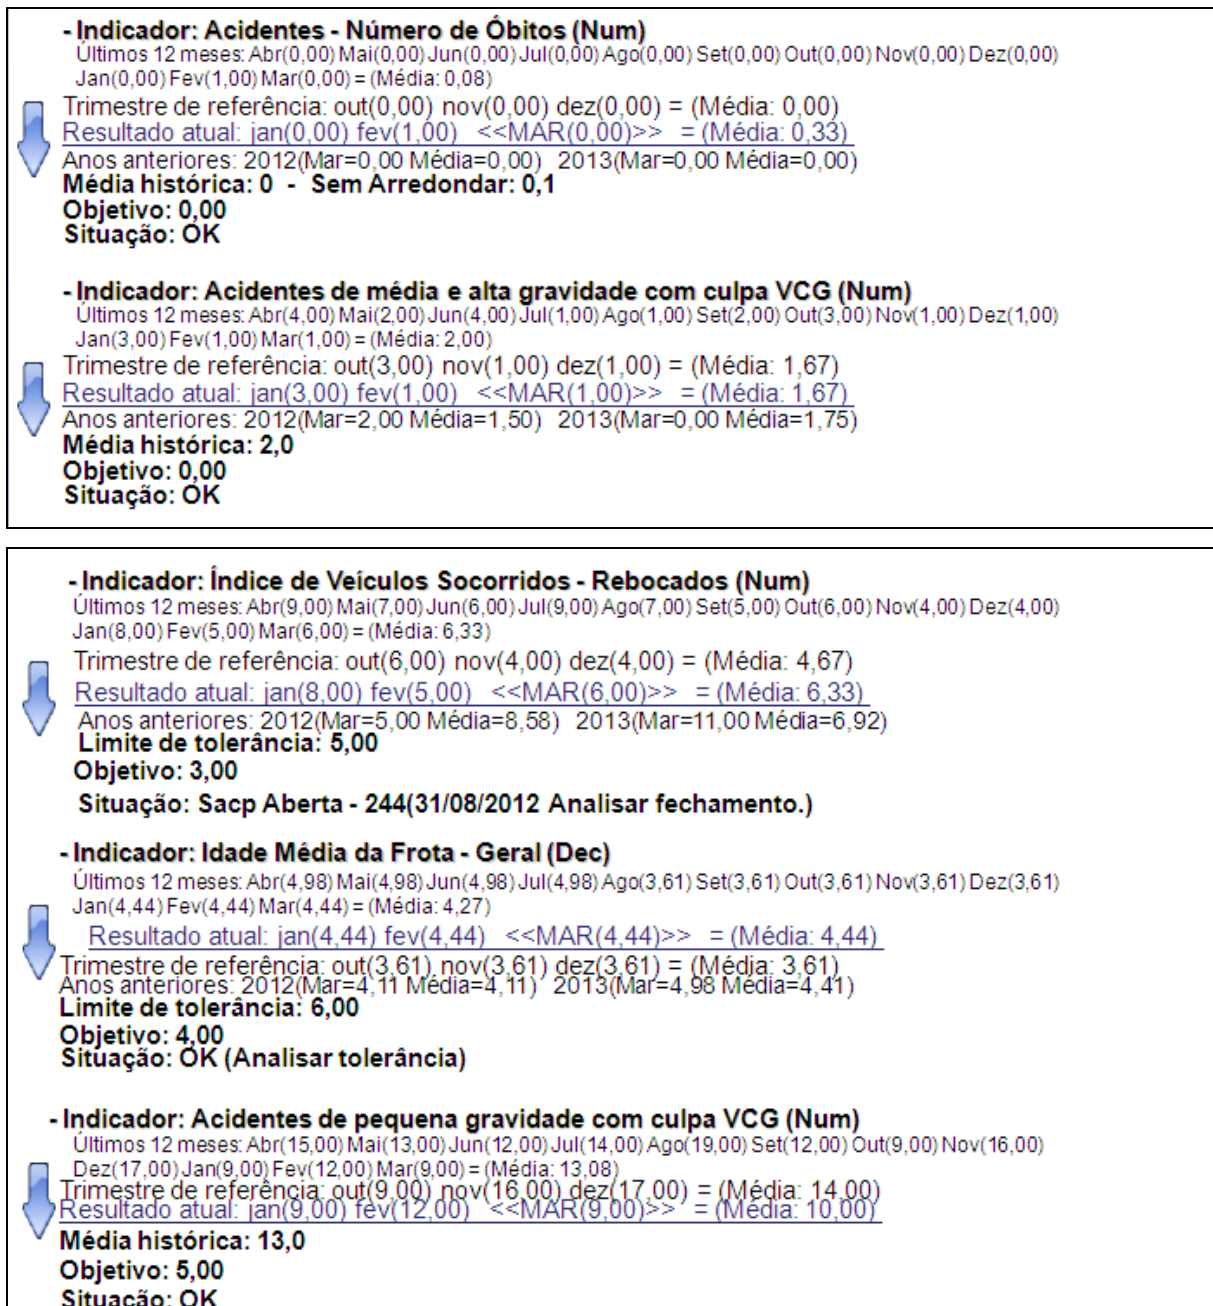 - Indicador: Acidentes - Número de Óbitos (Num)
Últimos 12 meses: Abr(0,00) Mai(0,00) Jun(0,00) Jul(0,00) Ago(0,00) Set(0,00) Out(0,00) Nov(0,00) Dez(0,00)
Jan(0,00) Fev(1,00) Mar(0,00) = (Média: 0,08)
Trimestre de referência: out(0,00) nov(0,00) dez(0,00) = (Média: 0,00)
Resultado atual: jan(0,00) fev(1,00) <<MAR(0,00)>> = (Média: 0,33)
Anos anteriores: 2012(Mar=0,00 Média=0,00) 2013(Mar=0,00 Média=0,00)
Média histórica: 0 - Sem Arredondar: 0,1
Objetivo: 0,00
Situação: OK
- Indicador: Acidentes de média e alta gravidade com culpa VCG (Num)
Últimos 12 meses: Abr(4,00) Mai(2,00) Jun(4,00) Jul(1,00) Ago(1,00) Set(2,00) Out(3,00) Nov(1,00) Dez(1,00)
Jan(3,00) Fev(1,00) Mar(1,00) = (Média: 2,00)
Trimestre de referência: out(3,00) nov(1,00) dez(1,00) = (Média: 1,67)
Resultado atual: jan(3,00) fev(1,00) <<MAR(1,00)>> = (Média: 1,67)
Anos anteriores: 2012(Mar=2,00 Média=1,50) 2013(Mar=0,00 Média=1,75)
Média histórica: 2,0
Objetivo: 0,00
Situação: OK
- Indicador: Índice de Veículos Socorridos - Rebocados (Num)
Últimos 12 meses: Abr(9,00) Mai(7,00) Jun(6,00) Jul(9,00) Ago(7,00) Set(5,00) Out(6,00) Nov(4,00) Dez(4,00)
Jan(8,00) Fev(5,00) Mar(6,00) = (Média: 6,33)
Trimestre de referência: out(6,00) nov(4,00) dez(4,00) = (Média: 4,67)
Resultado atual: jan(8,00) fev(5,00) <<MAR(6,00)>> = (Média: 6,33)
Anos anteriores: 2012(Mar=5,00 Média=8,58) 2013(Mar=11,00 Média=6,92)
Limite de tolerância: 5,00
Objetivo: 3,00
Situação: Sacp Aberta - 244(31/08/2012 Analisar fechamento.)
- Indicador: Idade Média da Frota - Geral (Dec)
Últimos 12 meses: Abr(4,98) Mai(4,98) Jun(4,98) Jul(4,98) Ago(3,61) Set(3,61) Out(3,61) Nov(3,61) Dez(3,61)
Jan(4,44) Fev(4,44) Mar(4,44) = (Média: 4,27)
Resultado atual: jan(4,44) fev(4,44) <<MAR(4,44)>> = (Média: 4,44)
Trimestre de referência: out(3,61) nov(3,61) dez(3,61) = (Média: 3,61)
Anos anteriores: 2012(Mar=4,11 Média=4,11) 2013(Mar=4,98 Média=4,41)
Limite de tolerância: 6,00
Objetivo: 4,00
Situação: OK (Analisar tolerância)
- Indicador: Acidentes de pequena gravidade com culpa VCG (Num)
Últimos 12 meses: Abr(15,00) Mai(13,00) Jun(12,00) Jul(14,00) Ago(19,00) Set(12,00) Out(9,00) Nov(16,00)
Dez(17,00) Jan(9,00) Fev(12,00) Mar(9,00) = (Média: 13,08)
Trimestre de referência: out(9,00) nov(16,00) dez(17,00) = (Média: 14,00)
Resultado atual: jan(9,00) fev(12,00) <<MAR(9,00)>> = (Média: 10,00)
Média histórica: 13,0
Objetivo: 5,00
Situação: OK